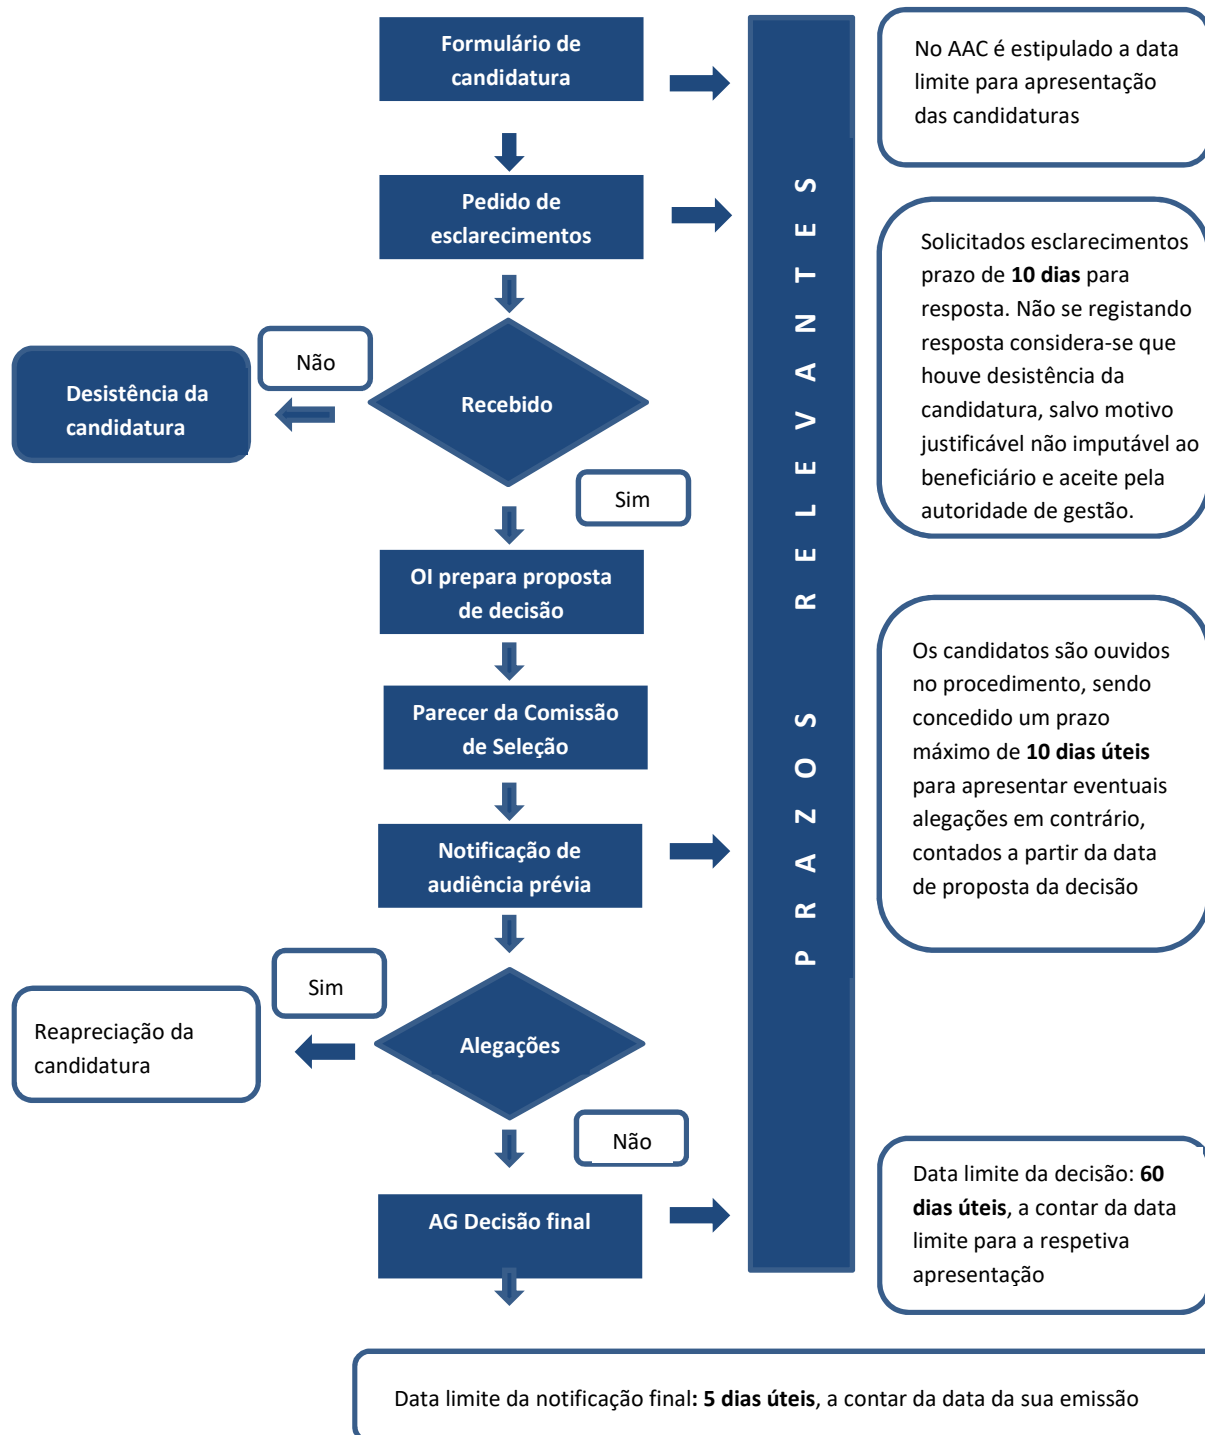 Formulário de
candidatura
No AAC é estipulado a data
limite para apresentação
das candidaturas
Pedido de
esclarecimentos
Solicitados esclarecimentos
prazo de 10 dias para
resposta. Não se registando
resposta considera-se que
houve desistência da
candidatura, salvo motivo
justificável não imputável ao
beneficiário e aceite pela
autoridade de gestão.
Não
Desistência da
candidatura
Recebido
Sim
OI prepara proposta
de decisão
Parecer da Comissão
de Seleção
Notificação de
audiência prévia
Os candidatos são ouvidos
no procedimento, sendo
concedido um prazo
máximo de 10 dias úteis
para apresentar eventuais
alegações em contrário,
contados a partir da data
de proposta da decisão
PRAZOS RELEVANTES
Sim
Reapreciação da
candidatura
Alegações
Não
AG Decisão final
Data limite da decisão: 60
dias úteis, a contar da data
limite para a respetiva
apresentação
Data limite da notificação final: 5 dias úteis, a contar da data da sua emissão